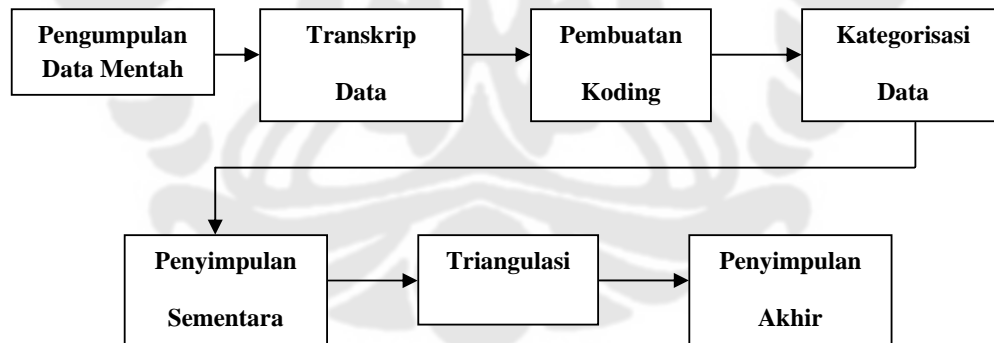 Pengumpulan
Data Mentah
Transkrip
Data
Pembuatan
Koding
Kategorisasi
Data
Penyimpulan
Sementara
Triangulasi
Penyimpulan
Akhir